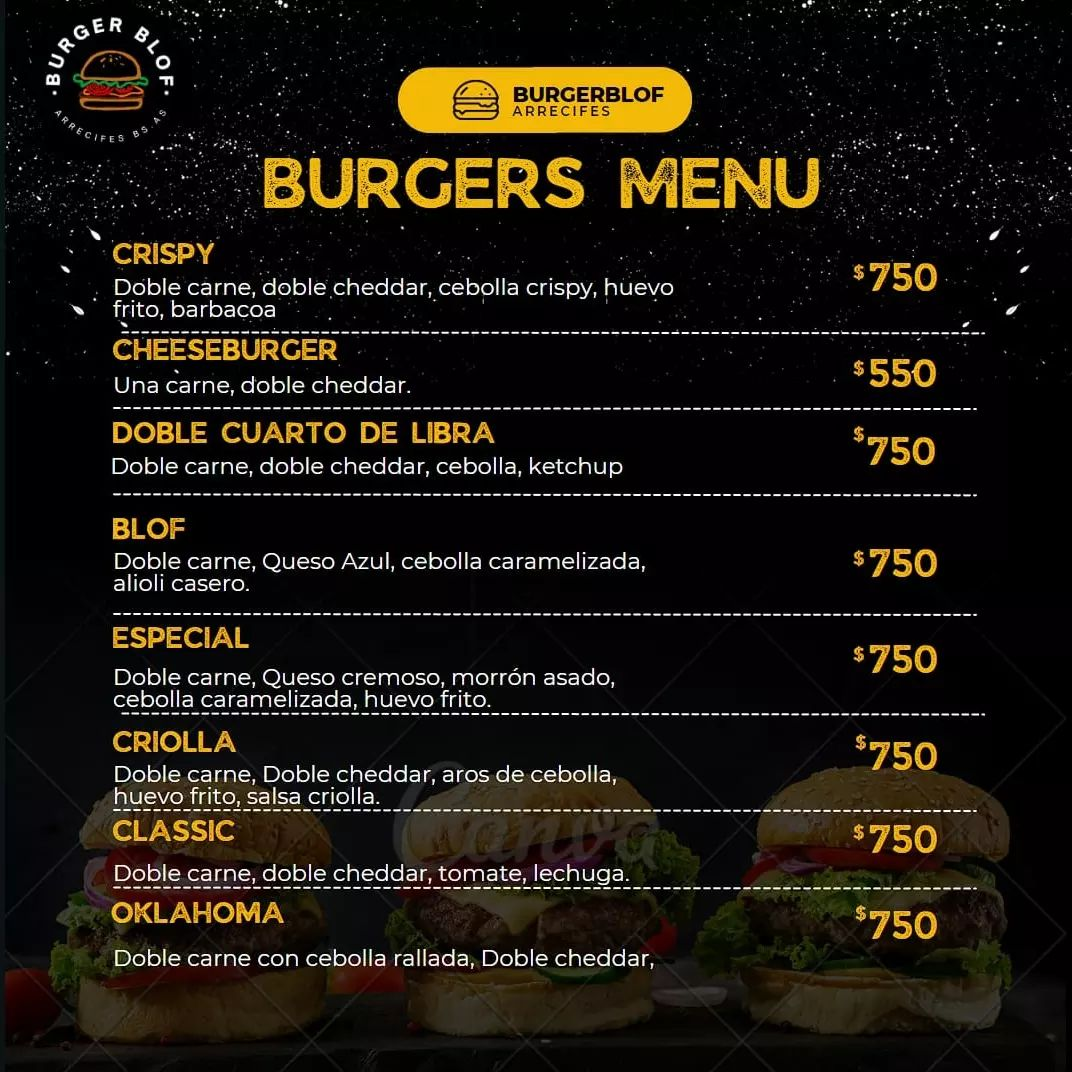 BURGER BLOF
ARRECIFES BS AS
BURGERBLOF
ARRECIFES
BURGERS MENU
CRISPY
Doble carne, doble cheddar, cebolla crispy, huevo
frito, barbacoa
$750
CHEESEBURGER
Una carne, doble cheddar.
$550
DOBLE CUARTO DE LIBRA
Doble carne, doble cheddar, cebolla, ketchup
$750
BLOF
Doble carne, Queso Azul, cebolla caramelizada,
alioli casero.
$750
ESPECIAL
Doble carne, Queso cremoso, morrón asado,
cebolla caramelizada, huevo frito.
$750
CRIOLLA
Doble carne, Doble cheddar, aros de cebolla,
huevo frito, salsa criolla.
$750
Canva
CLASSIC
Doble carne, doble cheddar, tomate, lechuga.
$750
OKLAHOMA
Doble carne con cebolla rallada, Doble cheddar,
$750